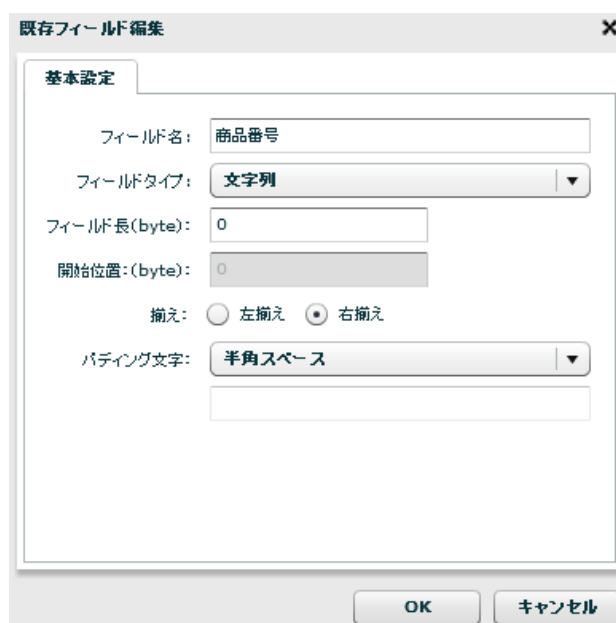 既存フィールド編集
基本設定
フィールド名: 商品番号
フィールドタイプ: 文字列
フィールド長(byte): 0
開始位置:(byte): 0
揃え: 左揃え 右揃え
パディング文字: 半角スペース
OK キャンセル